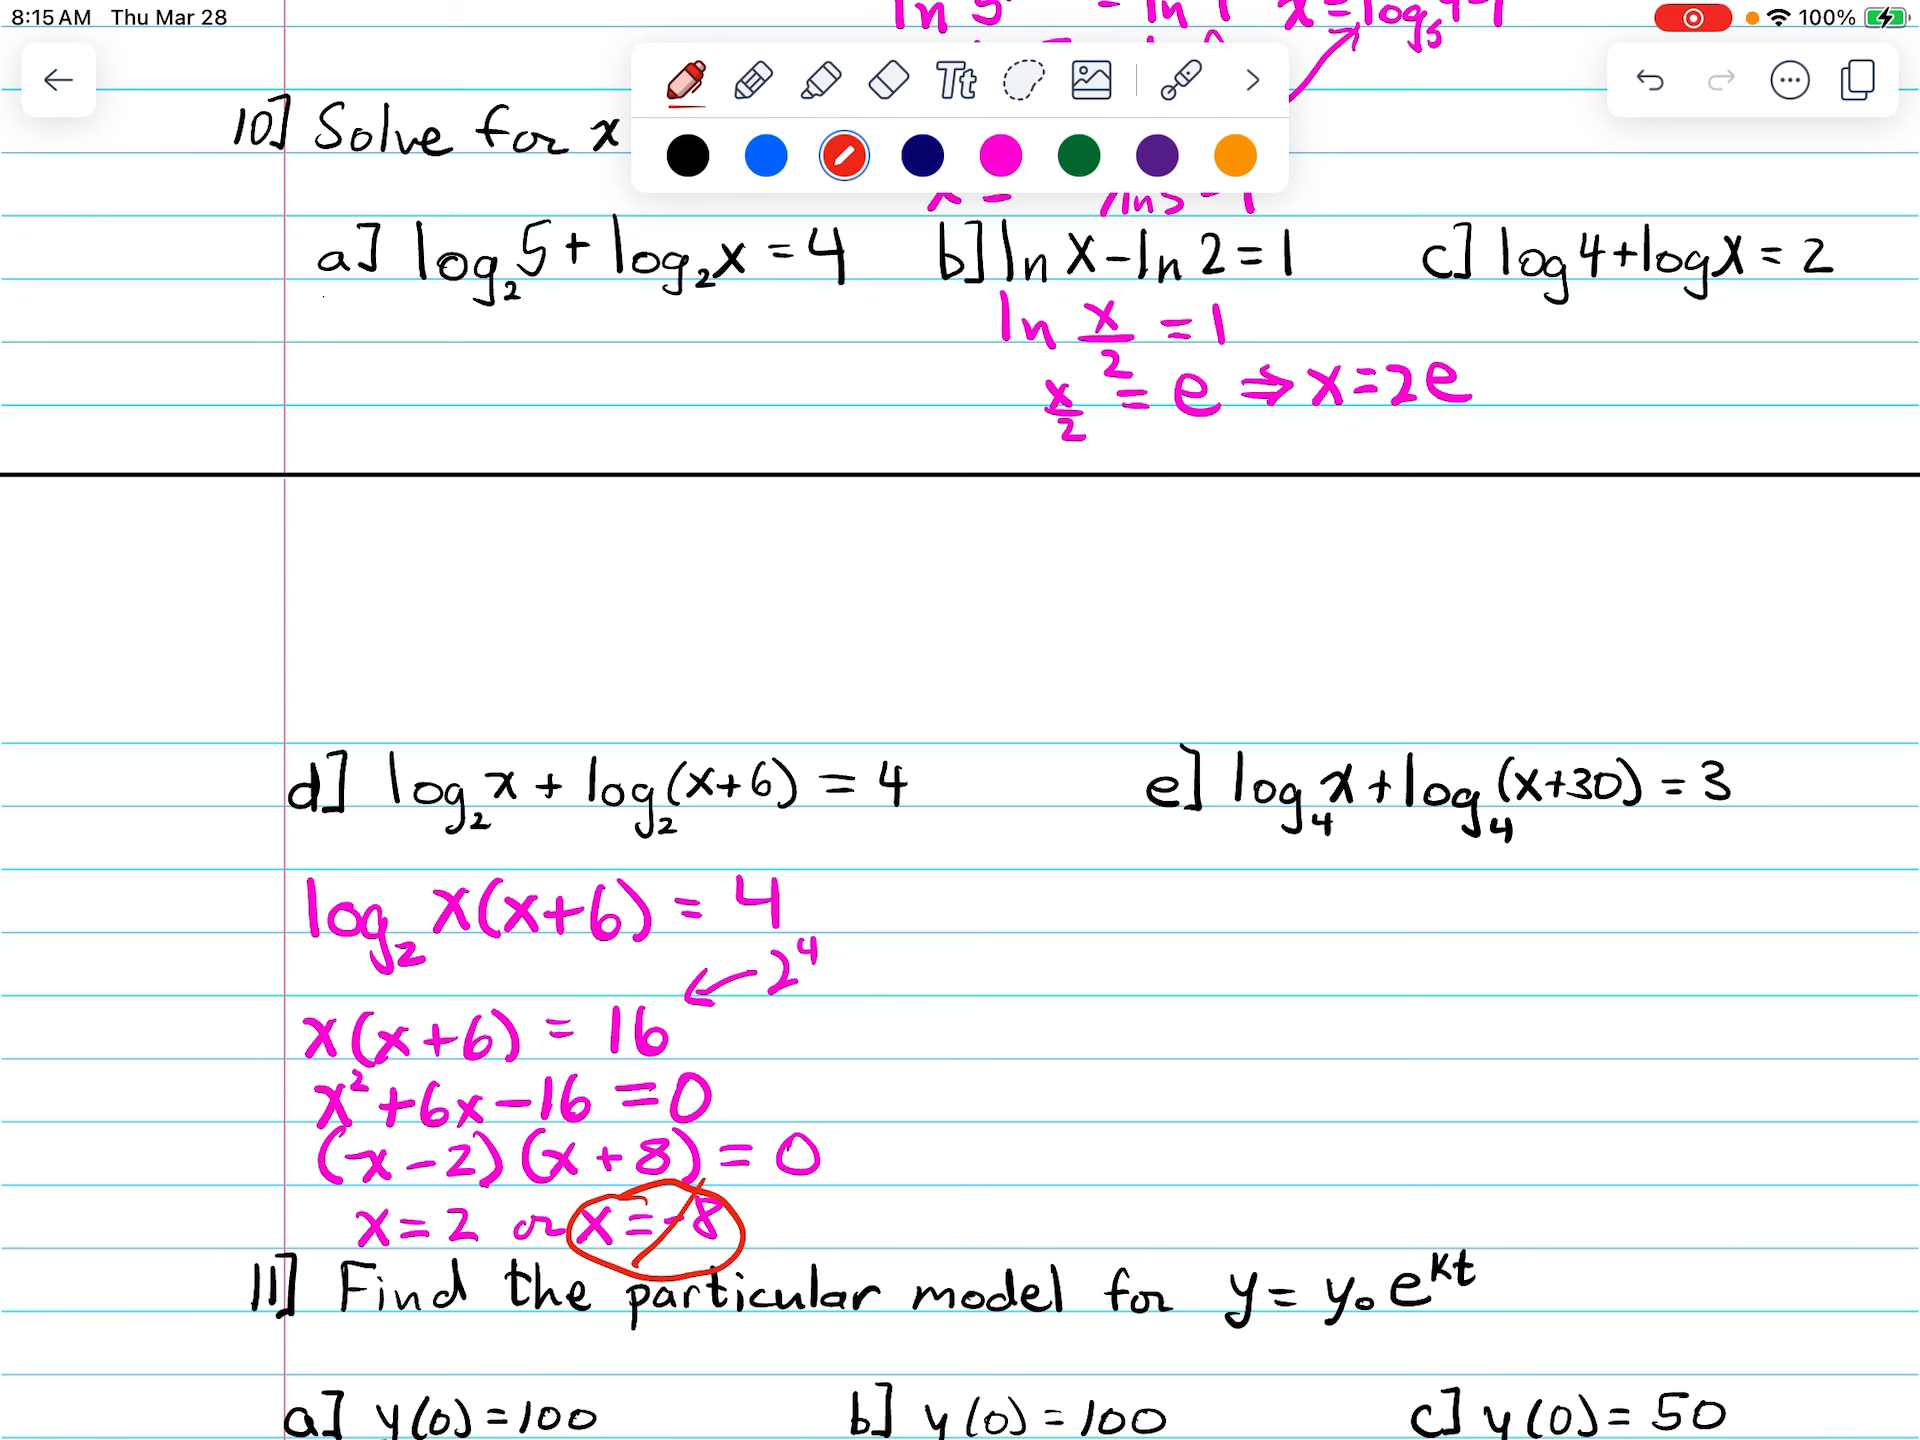 8:15 AM Thu Mar 28
100%
Tt
10] Solve for x
a] log₂5 + log₂x = 4
b] ln x - ln 2 = 1
c] log 4 + log x = 2
ln x/2 = 1
x/2 = e ⇒ x = 2e
d] log₂x + log₂(x+6) = 4
e] log₄x + log₄(x+30) = 3
log₂ x(x+6) = 4
← 2⁴
x(x+6) = 16
x² + 6x - 16 = 0
(x - 2)(x + 8) = 0
x = 2 or x = -8
11] Find the particular model for y = y₀ eᵏᵗ
a] y(0) = 100
b] y(0) = 100
c] y(0) = 50